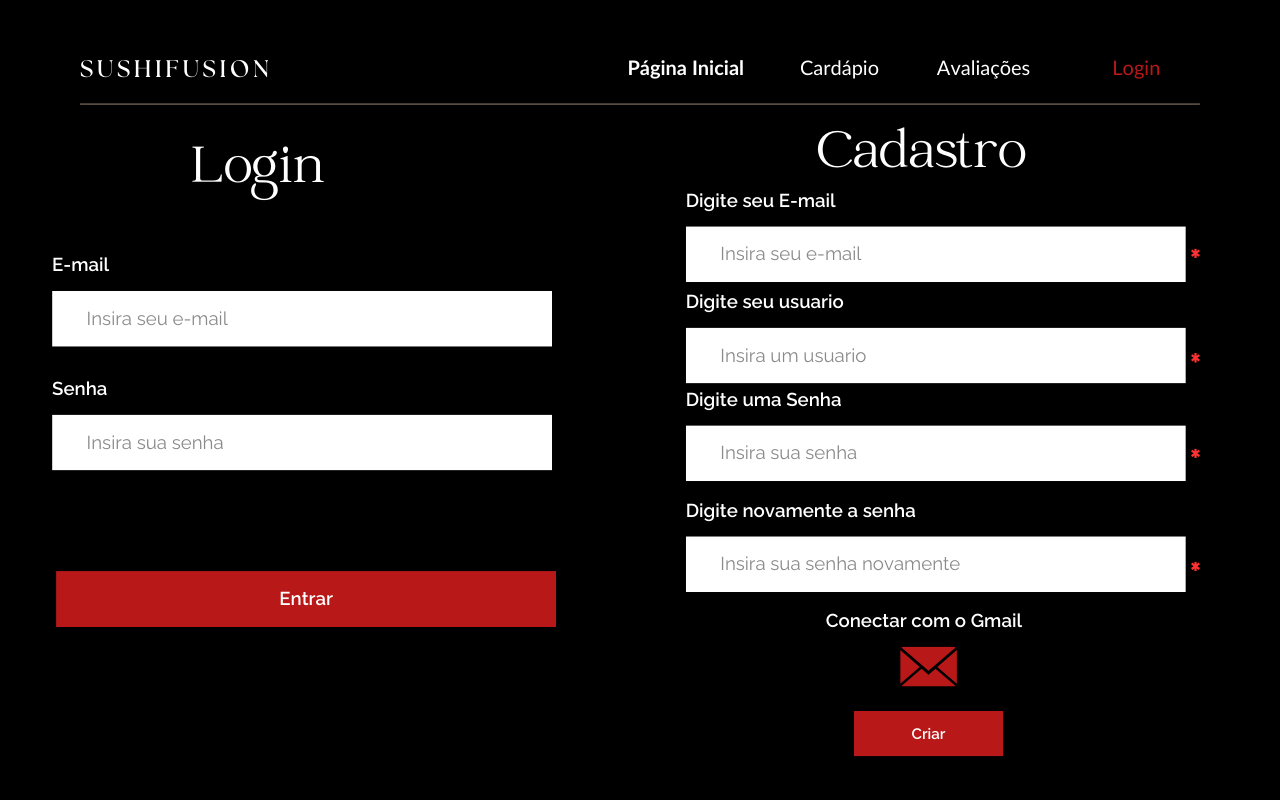 SUSHIFUSION
Página Inicial
Cardápio
Avaliações
Login
Login
E-mail
Insira seu e-mail
Senha
Insira sua senha
Entrar
Cadastro
Digite seu E-mail
Insira seu e-mail
*
Digite seu usuario
Insira um usuario
*
Digite uma Senha
Insira sua senha
*
Digite novamente a senha
Insira sua senha novamente
*
Conectar com o Gmail
Criar